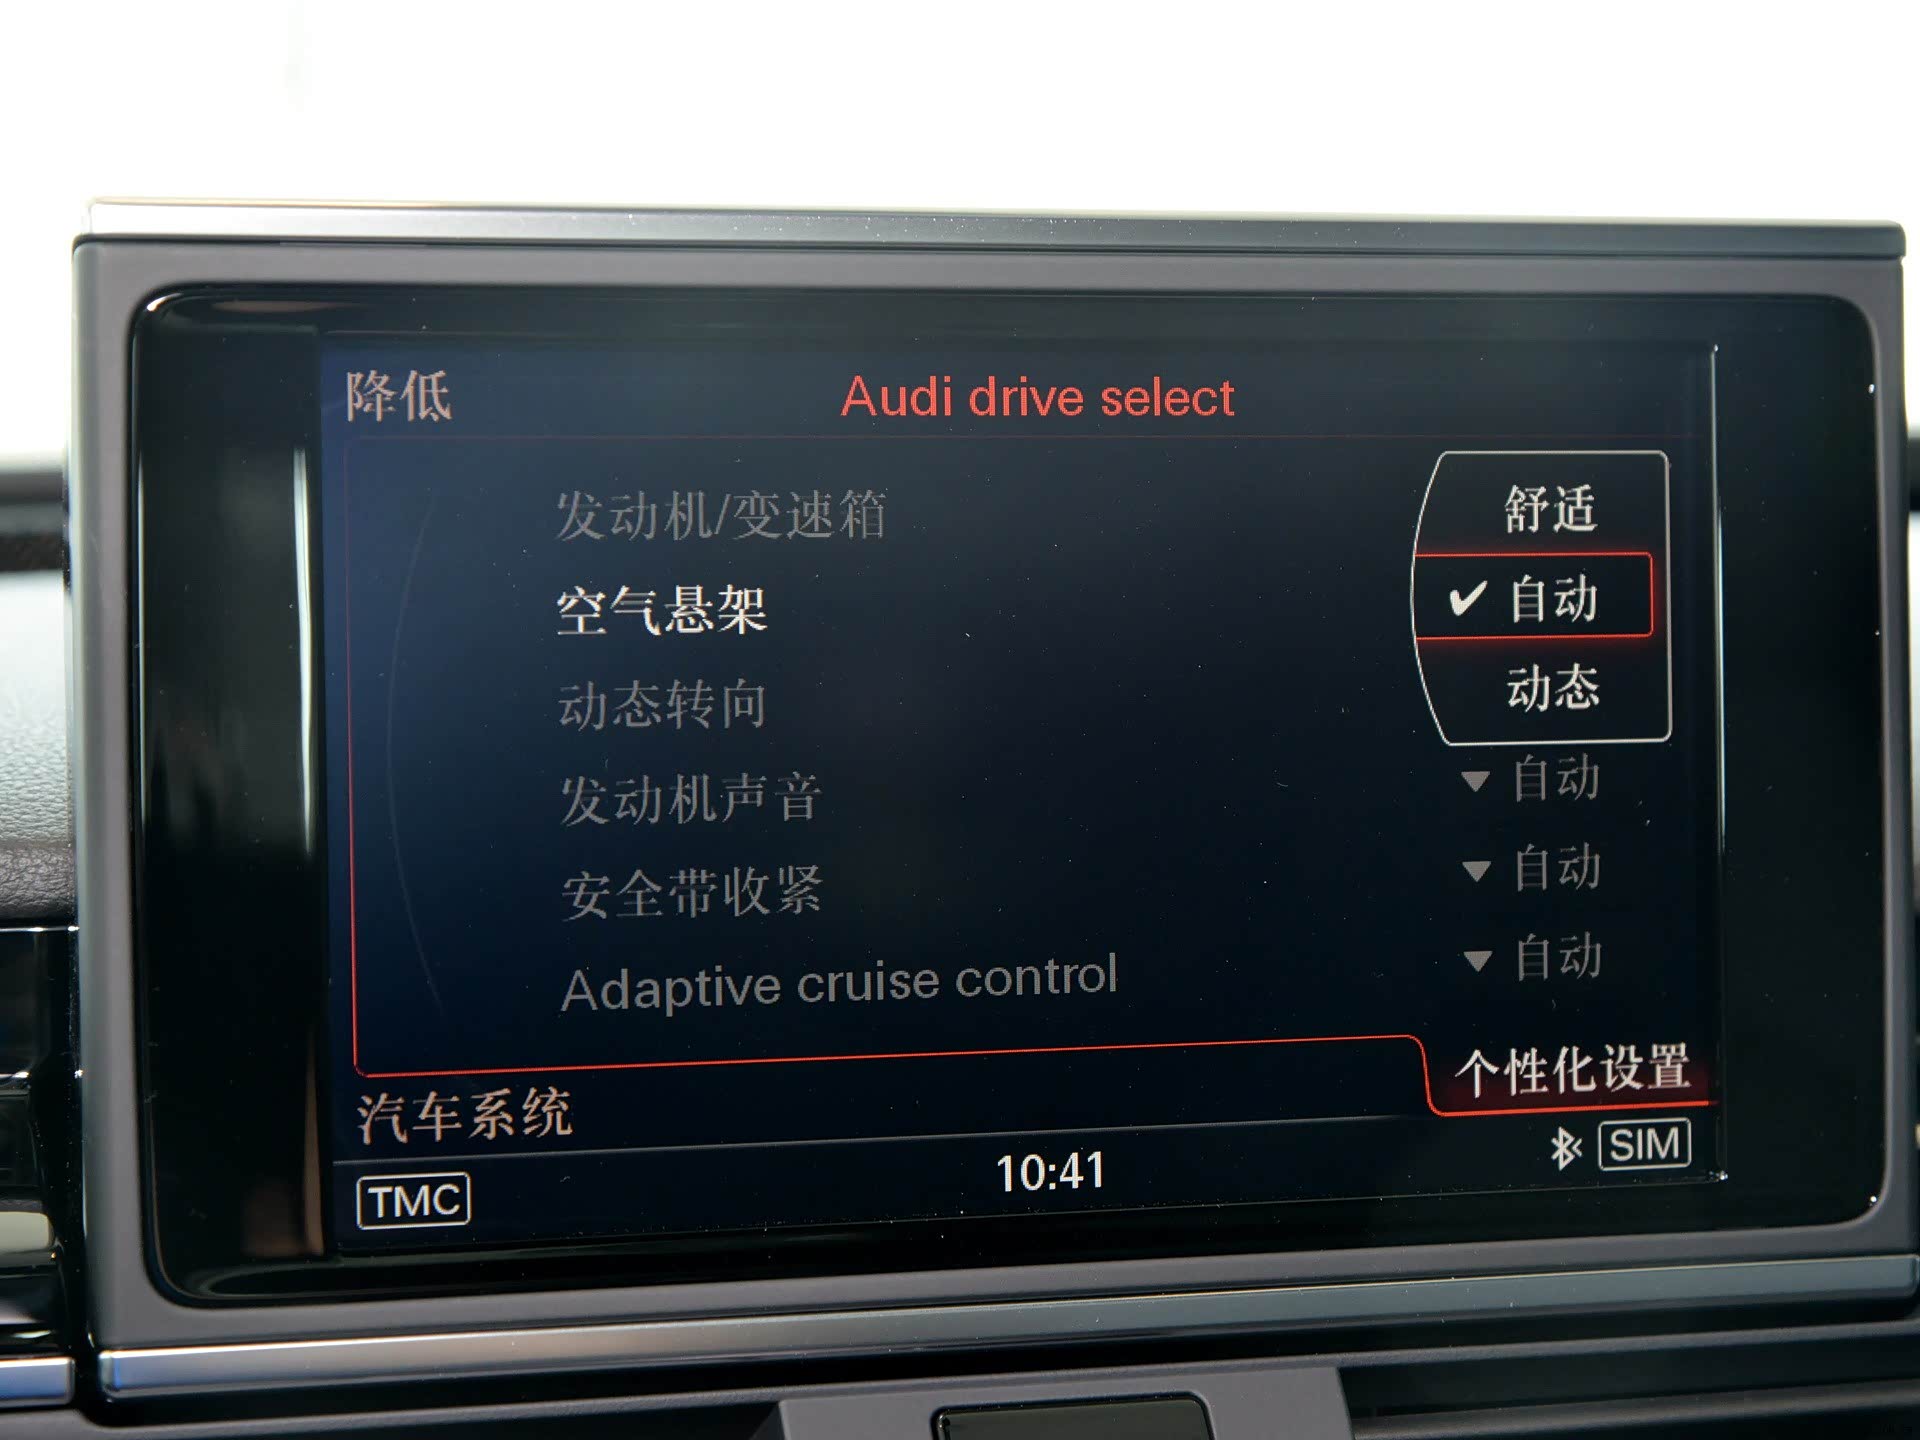 降低
Audi drive select
发动机/变速箱
舒适
空气悬架
✔ 自动
动态转向
动态
发动机声音
▼ 自动
安全带收紧
▼ 自动
Adaptive cruise control
▼ 自动
个性化设置
汽车系统
TMC
10:41
SIM